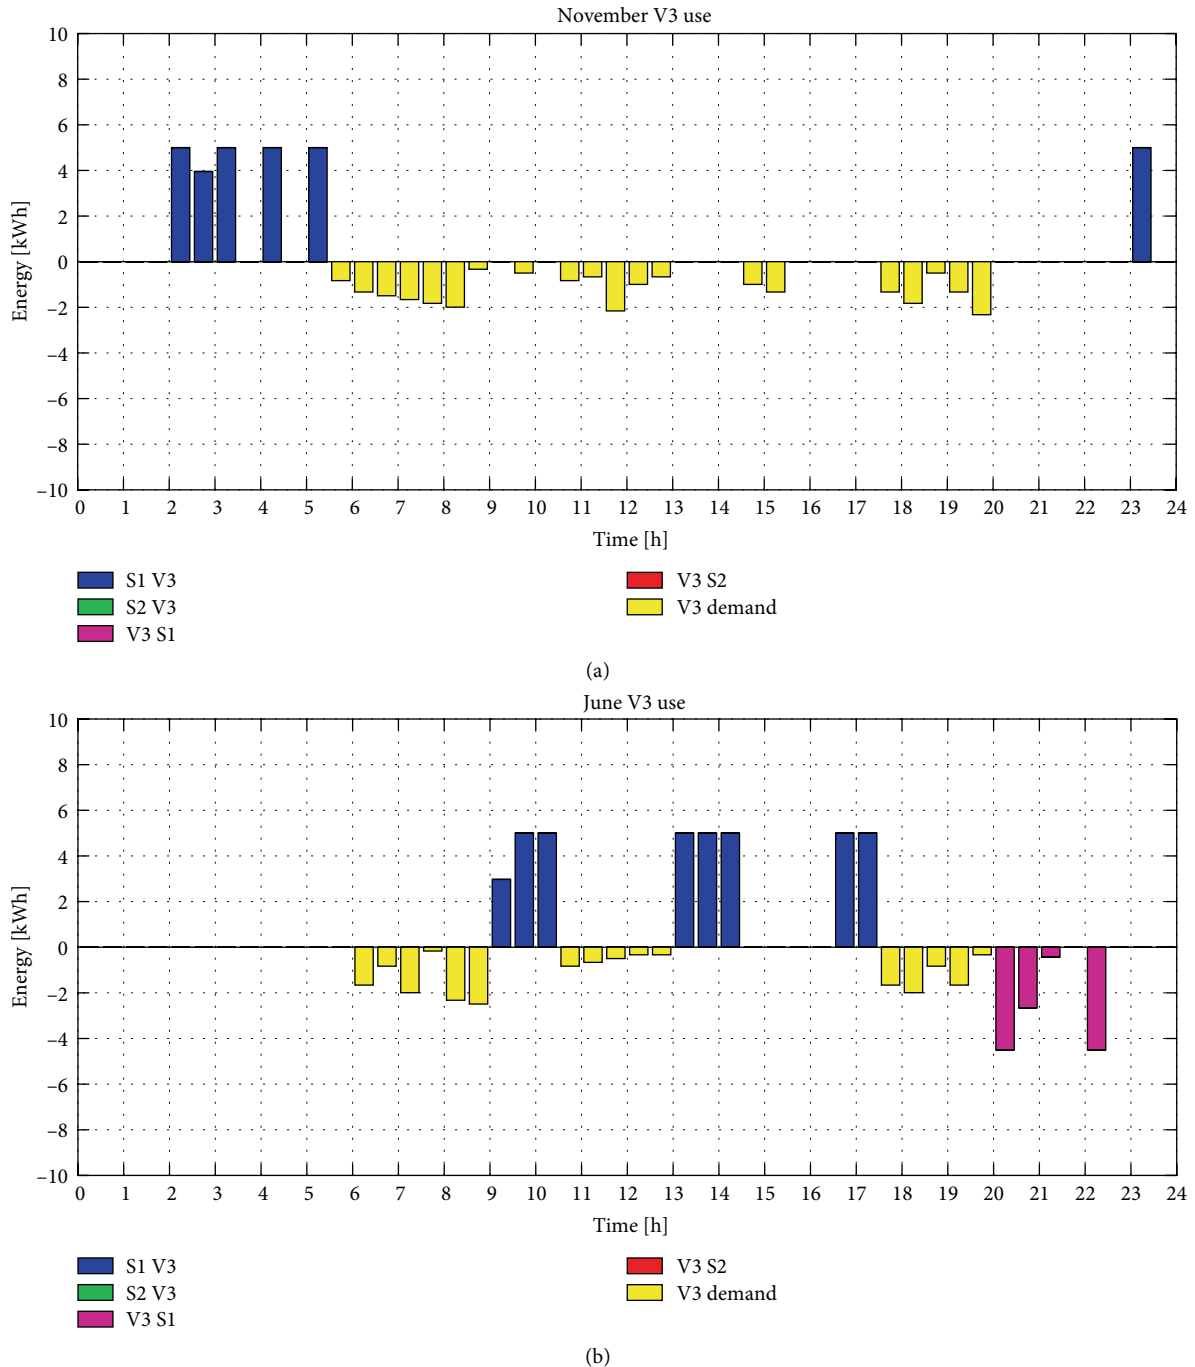 November V3 use
10
8
6
4
2
0
−2
−4
−6
−8
−10
Energy [kWh]
0 1 2 3 4 5 6 7 8 9 10 11 12 13 14 15 16 17 18 19 20 21 22 23 24
Time [h]
S1 V3
S2 V3
V3 S1
V3 S2
V3 demand
(a)
June V3 use
10
8
6
4
2
0
−2
−4
−6
−8
−10
Energy [kWh]
0 1 2 3 4 5 6 7 8 9 10 11 12 13 14 15 16 17 18 19 20 21 22 23 24
Time [h]
S1 V3
S2 V3
V3 S1
V3 S2
V3 demand
(b)